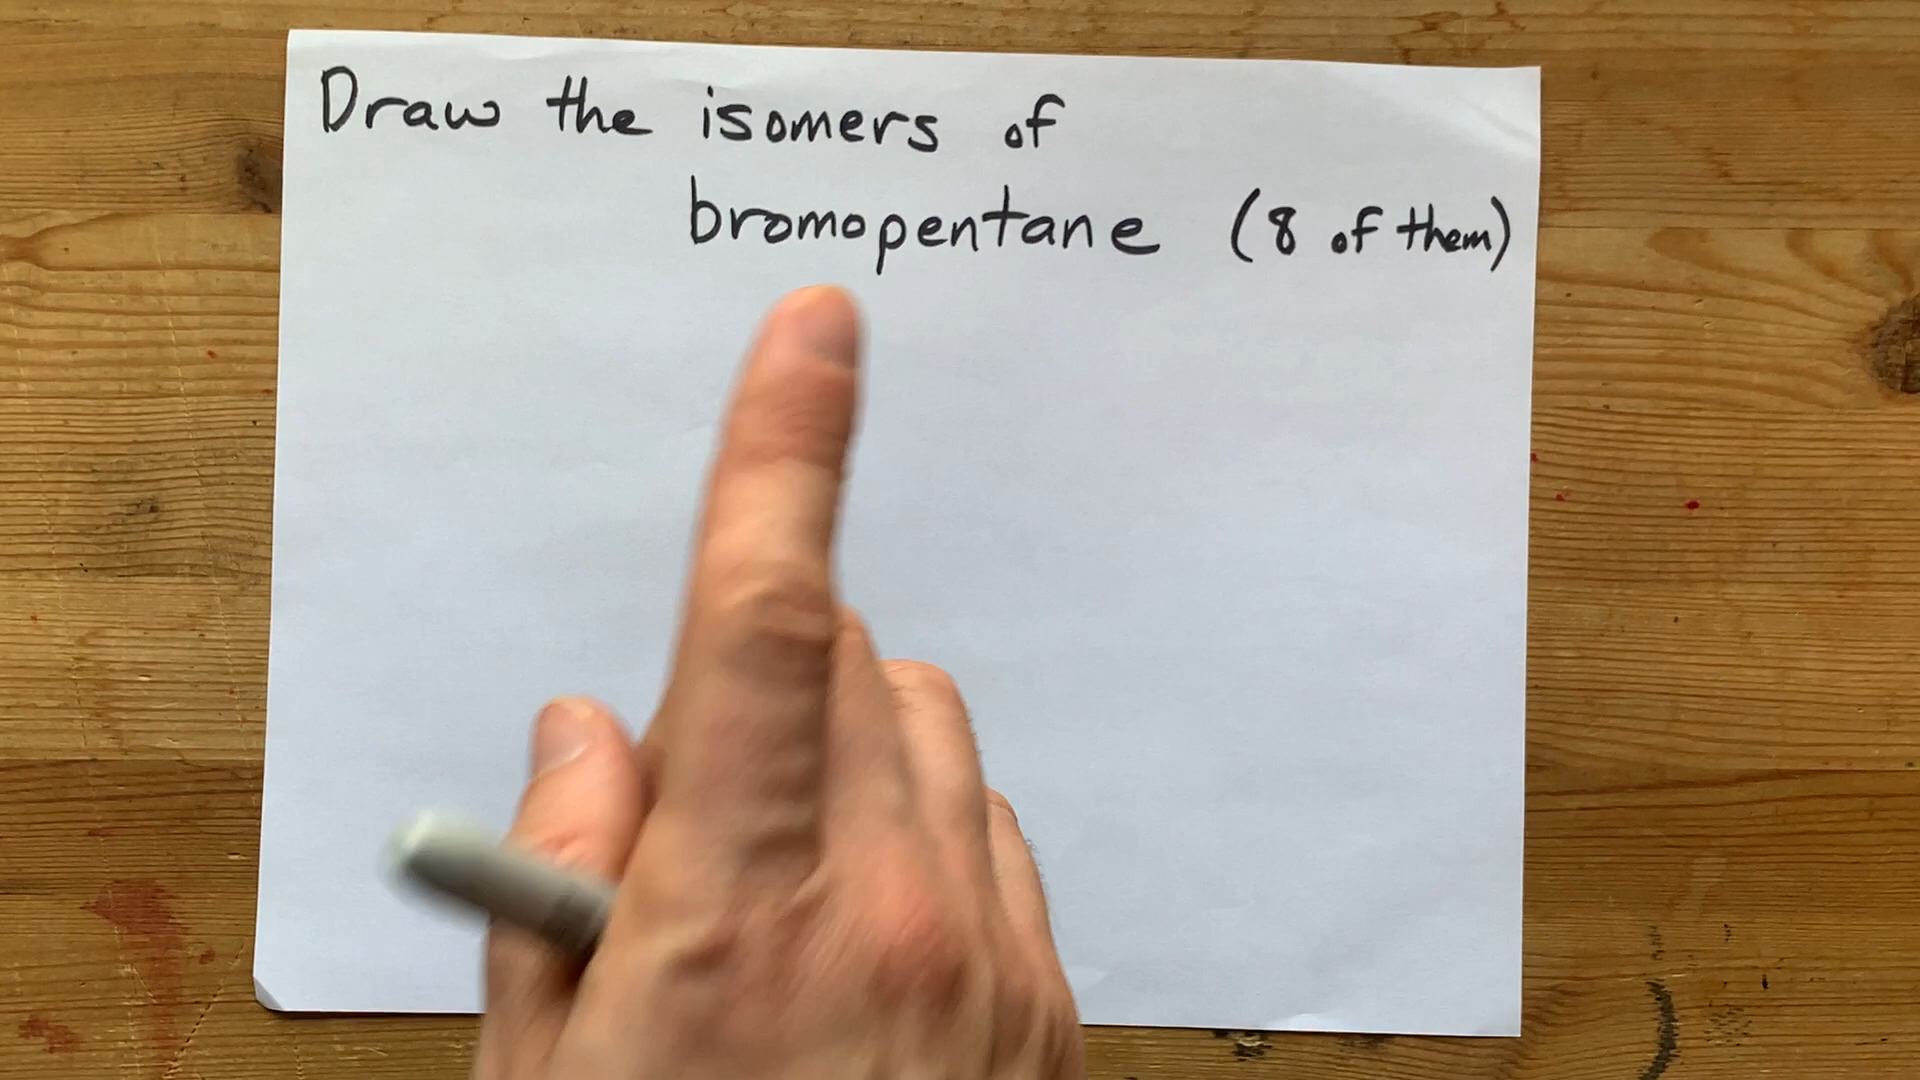 Draw the isomers of
bromopentane (8 of them)